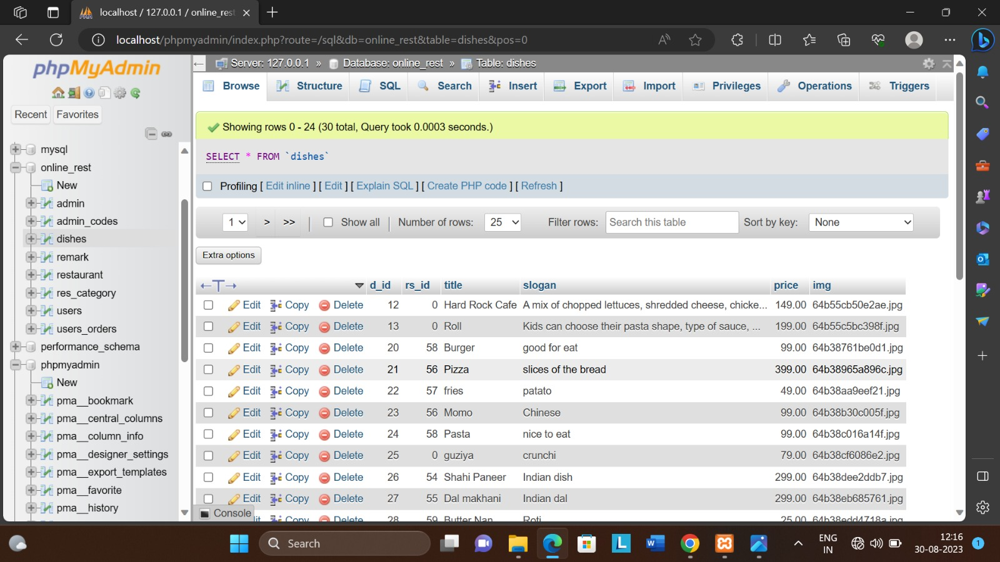 localhost / 127.0.0.1 / online_rest
localhost/phpmyadmin/index.php?route=/sql&db=online_rest&table=dishes&pos=0
phpMyAdmin
Recent Favorites
mysql
online_rest
New
admin
admin_codes
dishes
remark
restaurant
res_category
users
users_orders
performance_schema
phpmyadmin
New
pma__bookmark
pma__central_columns
pma__column_info
pma__designer_settings
pma__export_templates
pma__favorite
pma__history
Server: 127.0.0.1 » Database: online_rest » Table: dishes
Browse Structure SQL Search Insert Export Import Privileges Operations Triggers
Showing rows 0 - 24 (30 total, Query took 0.0003 seconds.)
SELECT * FROM `dishes`
Profiling [ Edit inline ] [ Edit ] [ Explain SQL ] [ Create PHP code ] [ Refresh ]
1 > >> | Show all | Number of rows: 25 Filter rows: Search this table Sort by key: None
Extra options
←T→ d_id rs_id title slogan price img
Edit Copy Delete 12 0 Hard Rock Cafe A mix of chopped lettuces, shredded cheese, chicke... 149.00 64b55cb50e2ae.jpg
Edit Copy Delete 13 0 Roll Kids can choose their pasta shape, type of sauce, ... 199.00 64b55c5bc398f.jpg
Edit Copy Delete 20 58 Burger good for eat 99.00 64b38761be0d1.jpg
Edit Copy Delete 21 56 Pizza slices of the bread 399.00 64b38965a896c.jpg
Edit Copy Delete 22 57 fries patato 49.00 64b38aa9eef21.jpg
Edit Copy Delete 23 56 Momo Chinese 99.00 64b38b30c005f.jpg
Edit Copy Delete 24 58 Pasta nice to eat 99.00 64b38c016a14f.jpg
Edit Copy Delete 25 0 guziya crunchi 79.00 64b38cf6086e2.jpg
Edit Copy Delete 26 54 Shahi Paneer Indian dish 299.00 64b38dee2ddb7.jpg
Edit Copy Delete 27 55 Dal makhani Indian dal 299.00 64b38eb685761.jpg
Copy Delete 28 59 Butter Nan Roti 25.00 64b38edd4718a.jpg
Console
Search
ENG
IN
12:16
30-08-2023
1